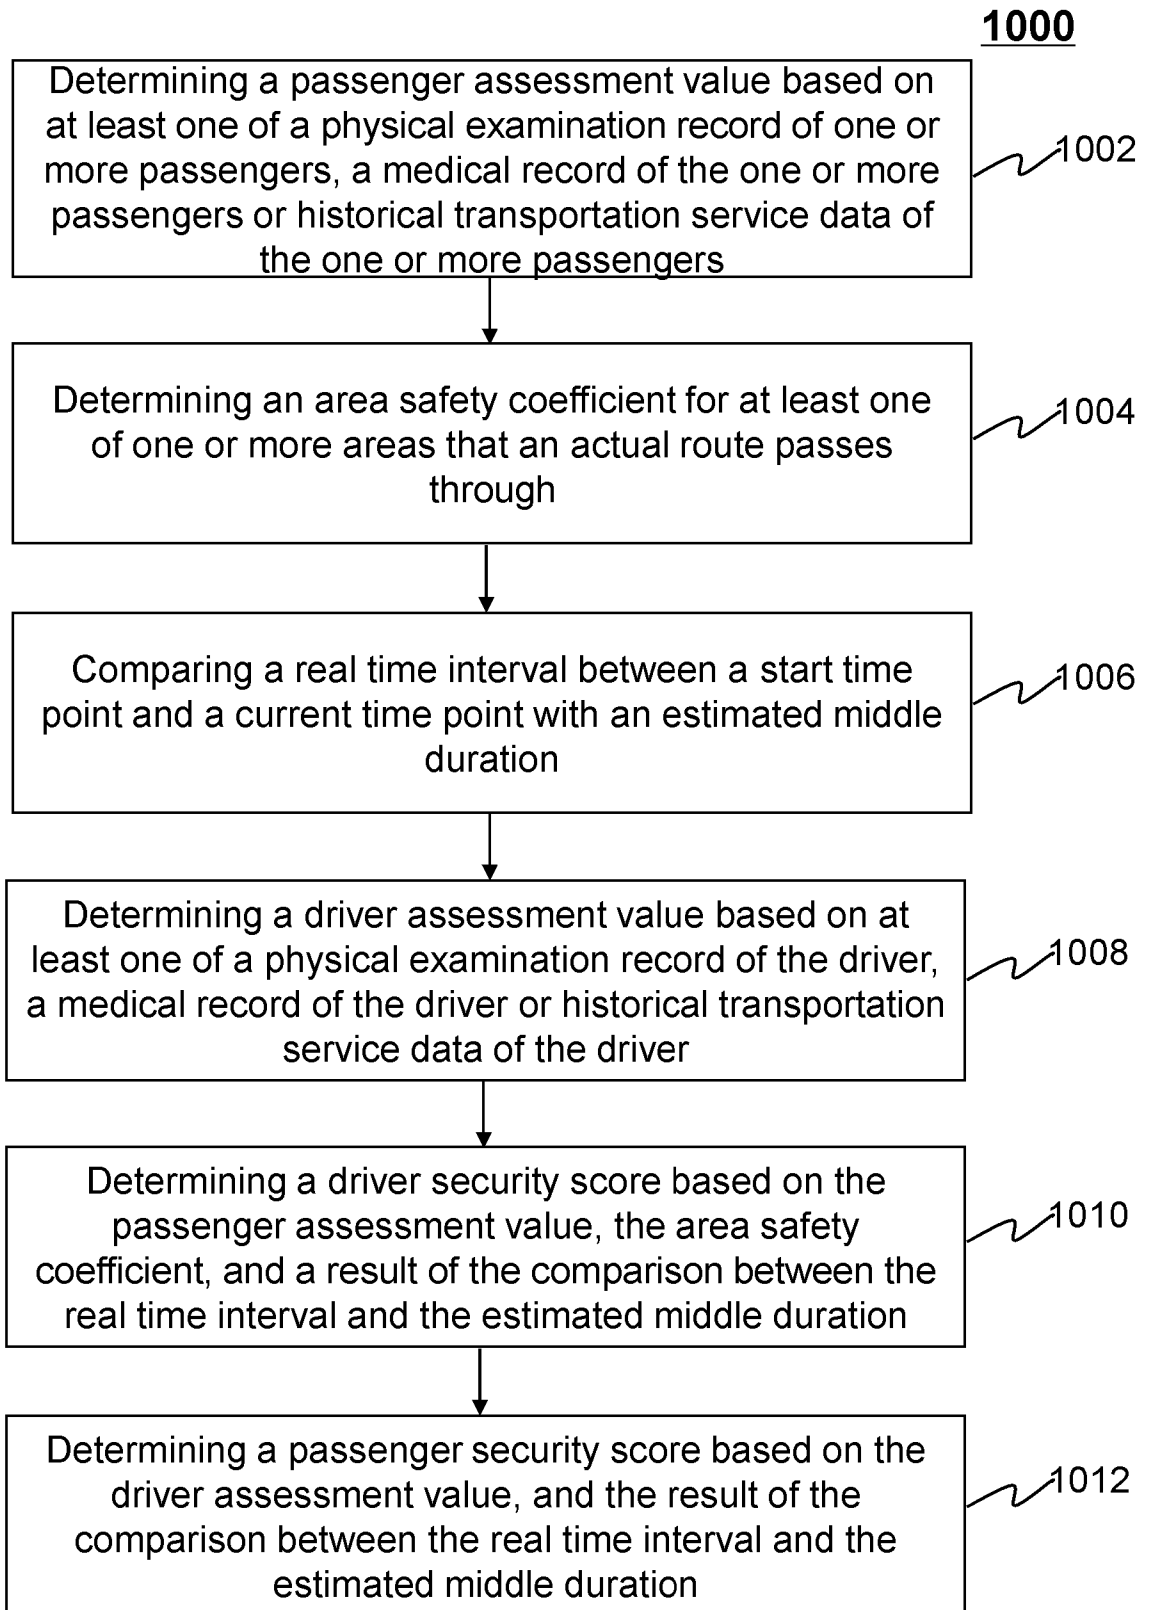 1000
Determining a passenger assessment value based on
at least one of a physical examination record of one or
more passengers, a medical record of the one or more
passengers or historical transportation service data of
the one or more passengers
1002
Determining an area safety coefficient for at least one
of one or more areas that an actual route passes
through
1004
Comparing a real time interval between a start time
point and a current time point with an estimated middle
duration
1006
Determining a driver assessment value based on at
least one of a physical examination record of the driver,
a medical record of the driver or historical transportation
service data of the driver
1008
Determining a driver security score based on the
passenger assessment value, the area safety
coefficient, and a result of the comparison between the
real time interval and the estimated middle duration
1010
Determining a passenger security score based on the
driver assessment value, and the result of the
comparison between the real time interval and the
estimated middle duration
1012